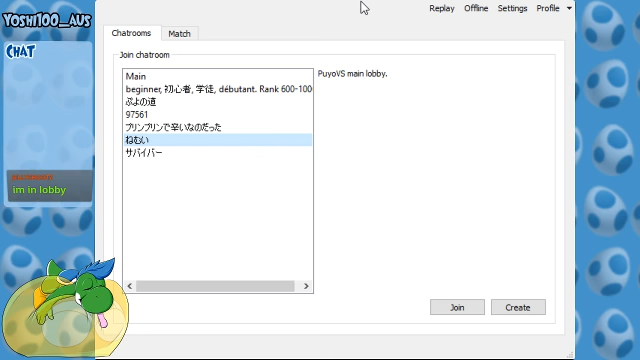 Yoshi100_Aus
Replay Offline Settings Profile
Chatrooms Match
Chat
Join chatroom
Main
PuyoVS main lobby.
beginner, 初心者, 学徒, débutant. Rank 600-100
ぷよの道
97561
プリンプリンで辛いなのだった
ねむい
サバイバー
im in lobby
Join Create